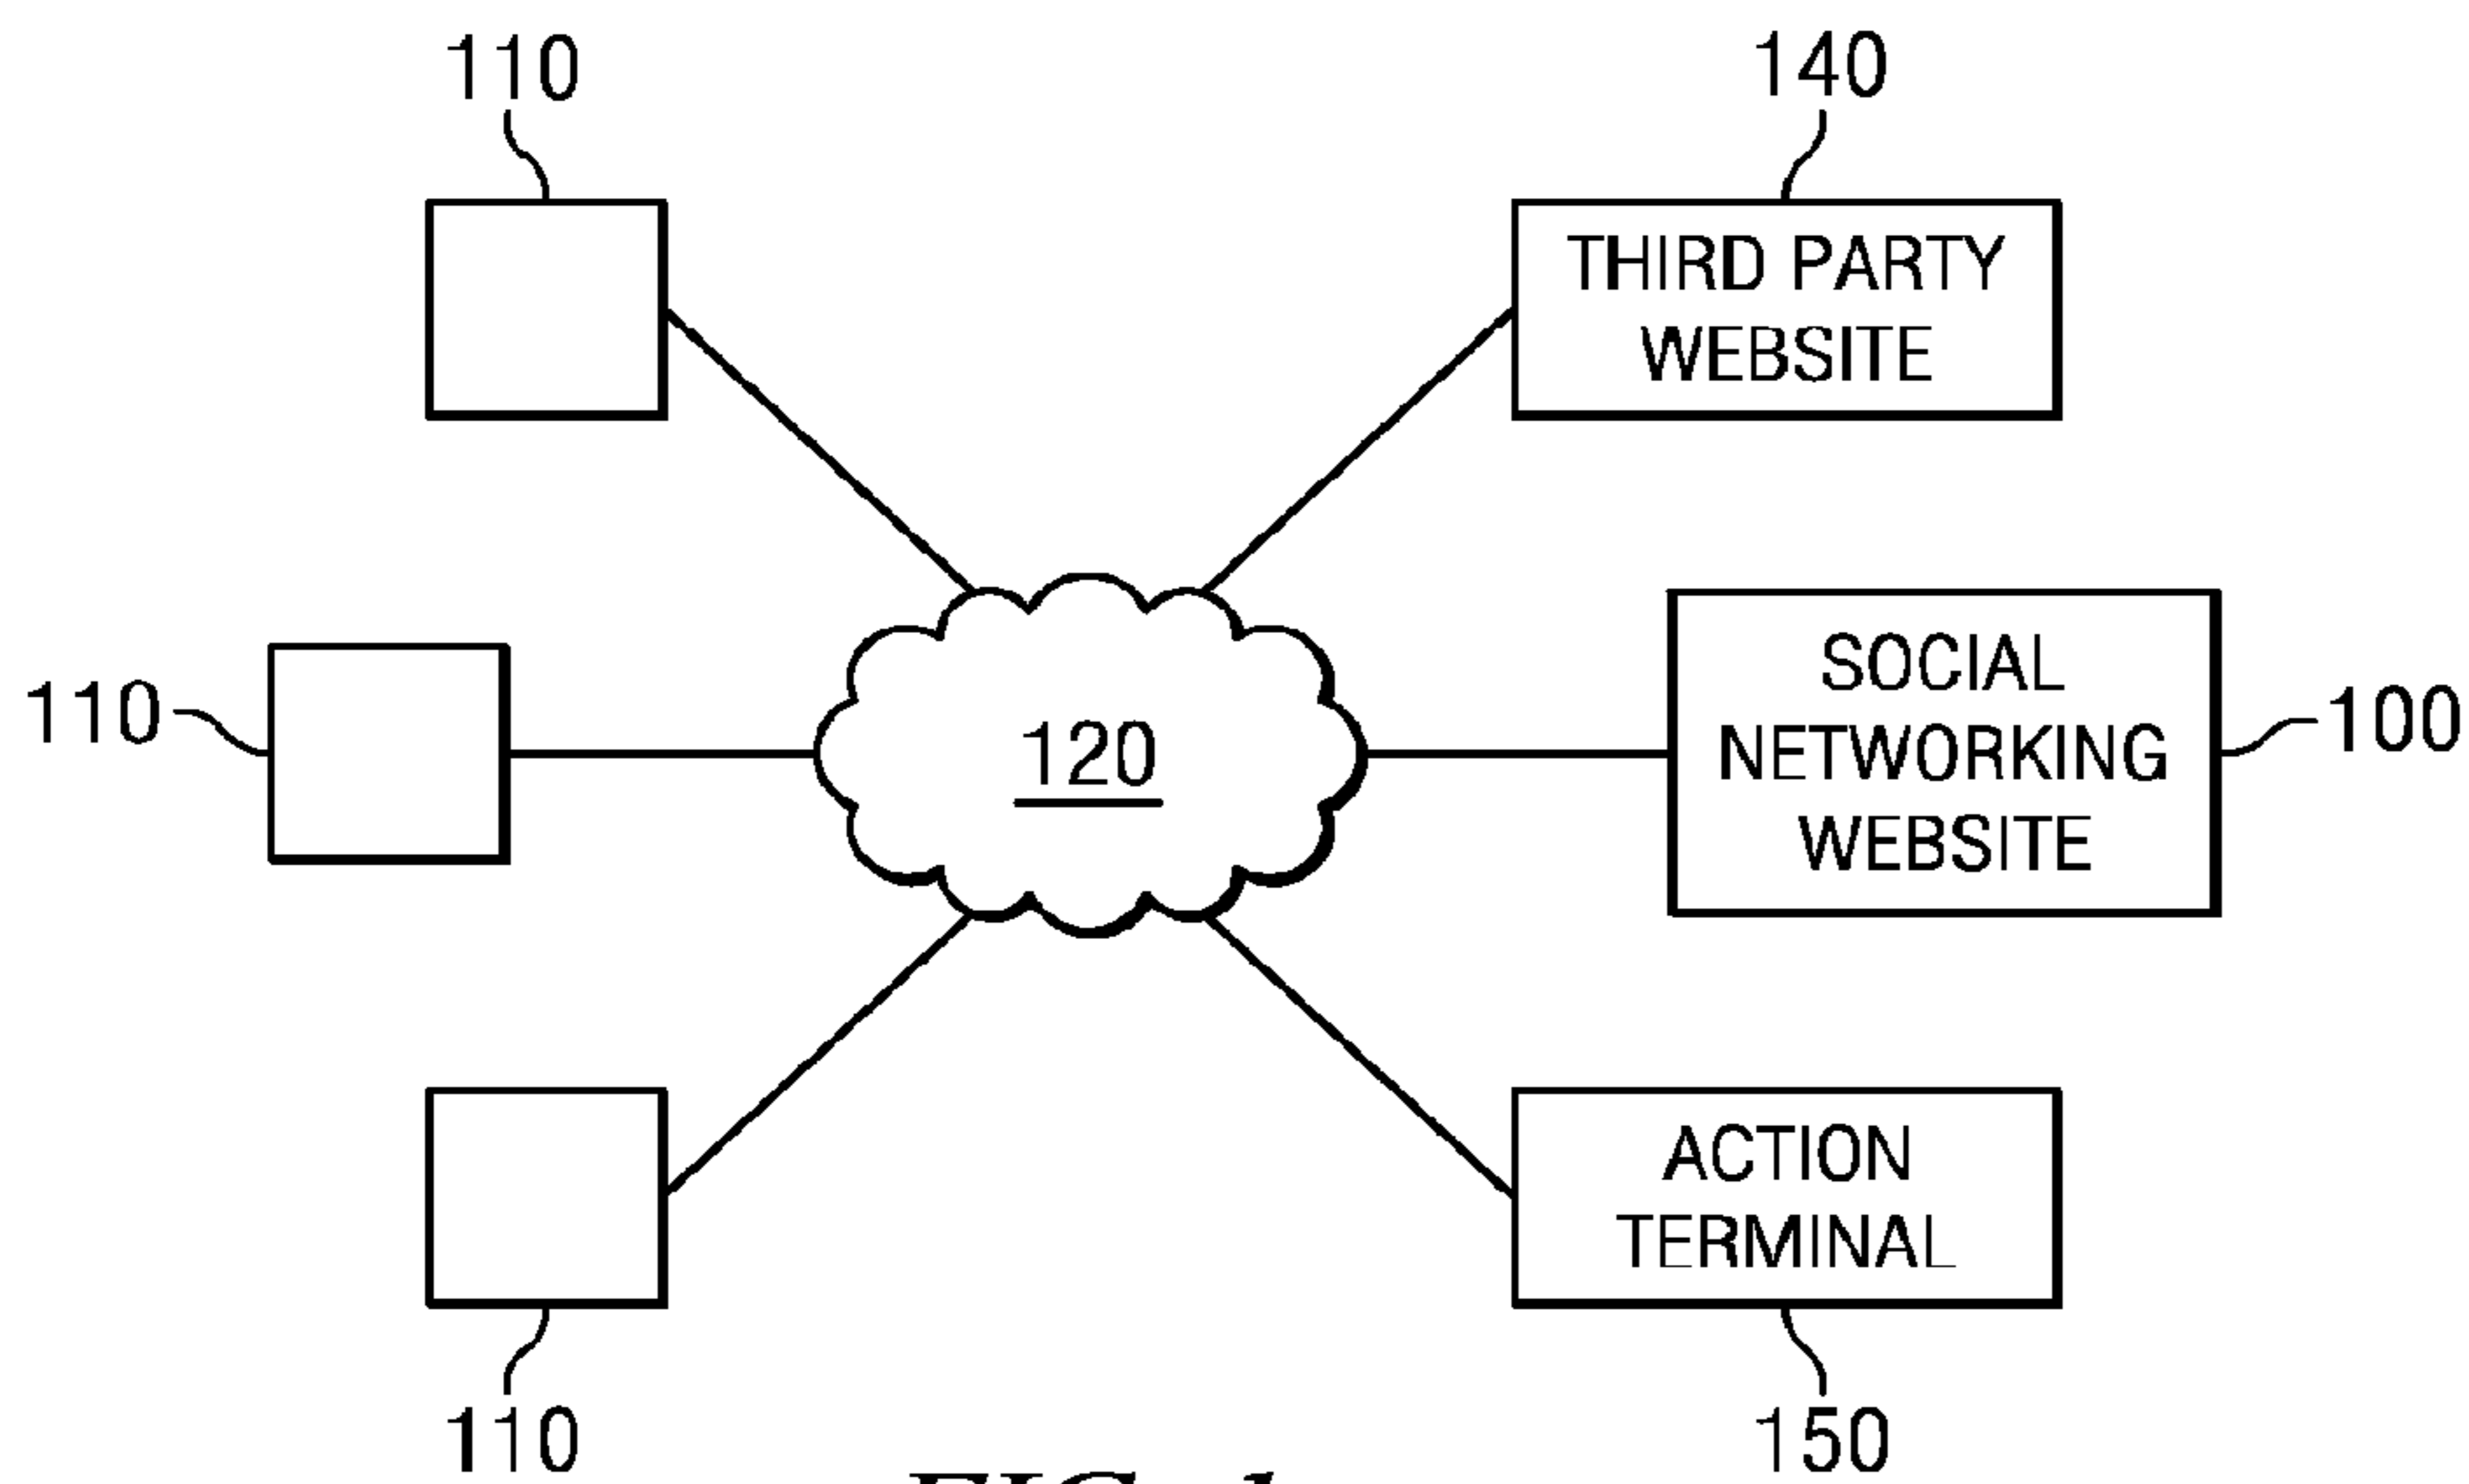 110
140
THIRD PARTY
WEBSITE
110
120
SOCIAL
NETWORKING
WEBSITE
100
ACTION
TERMINAL
110
150